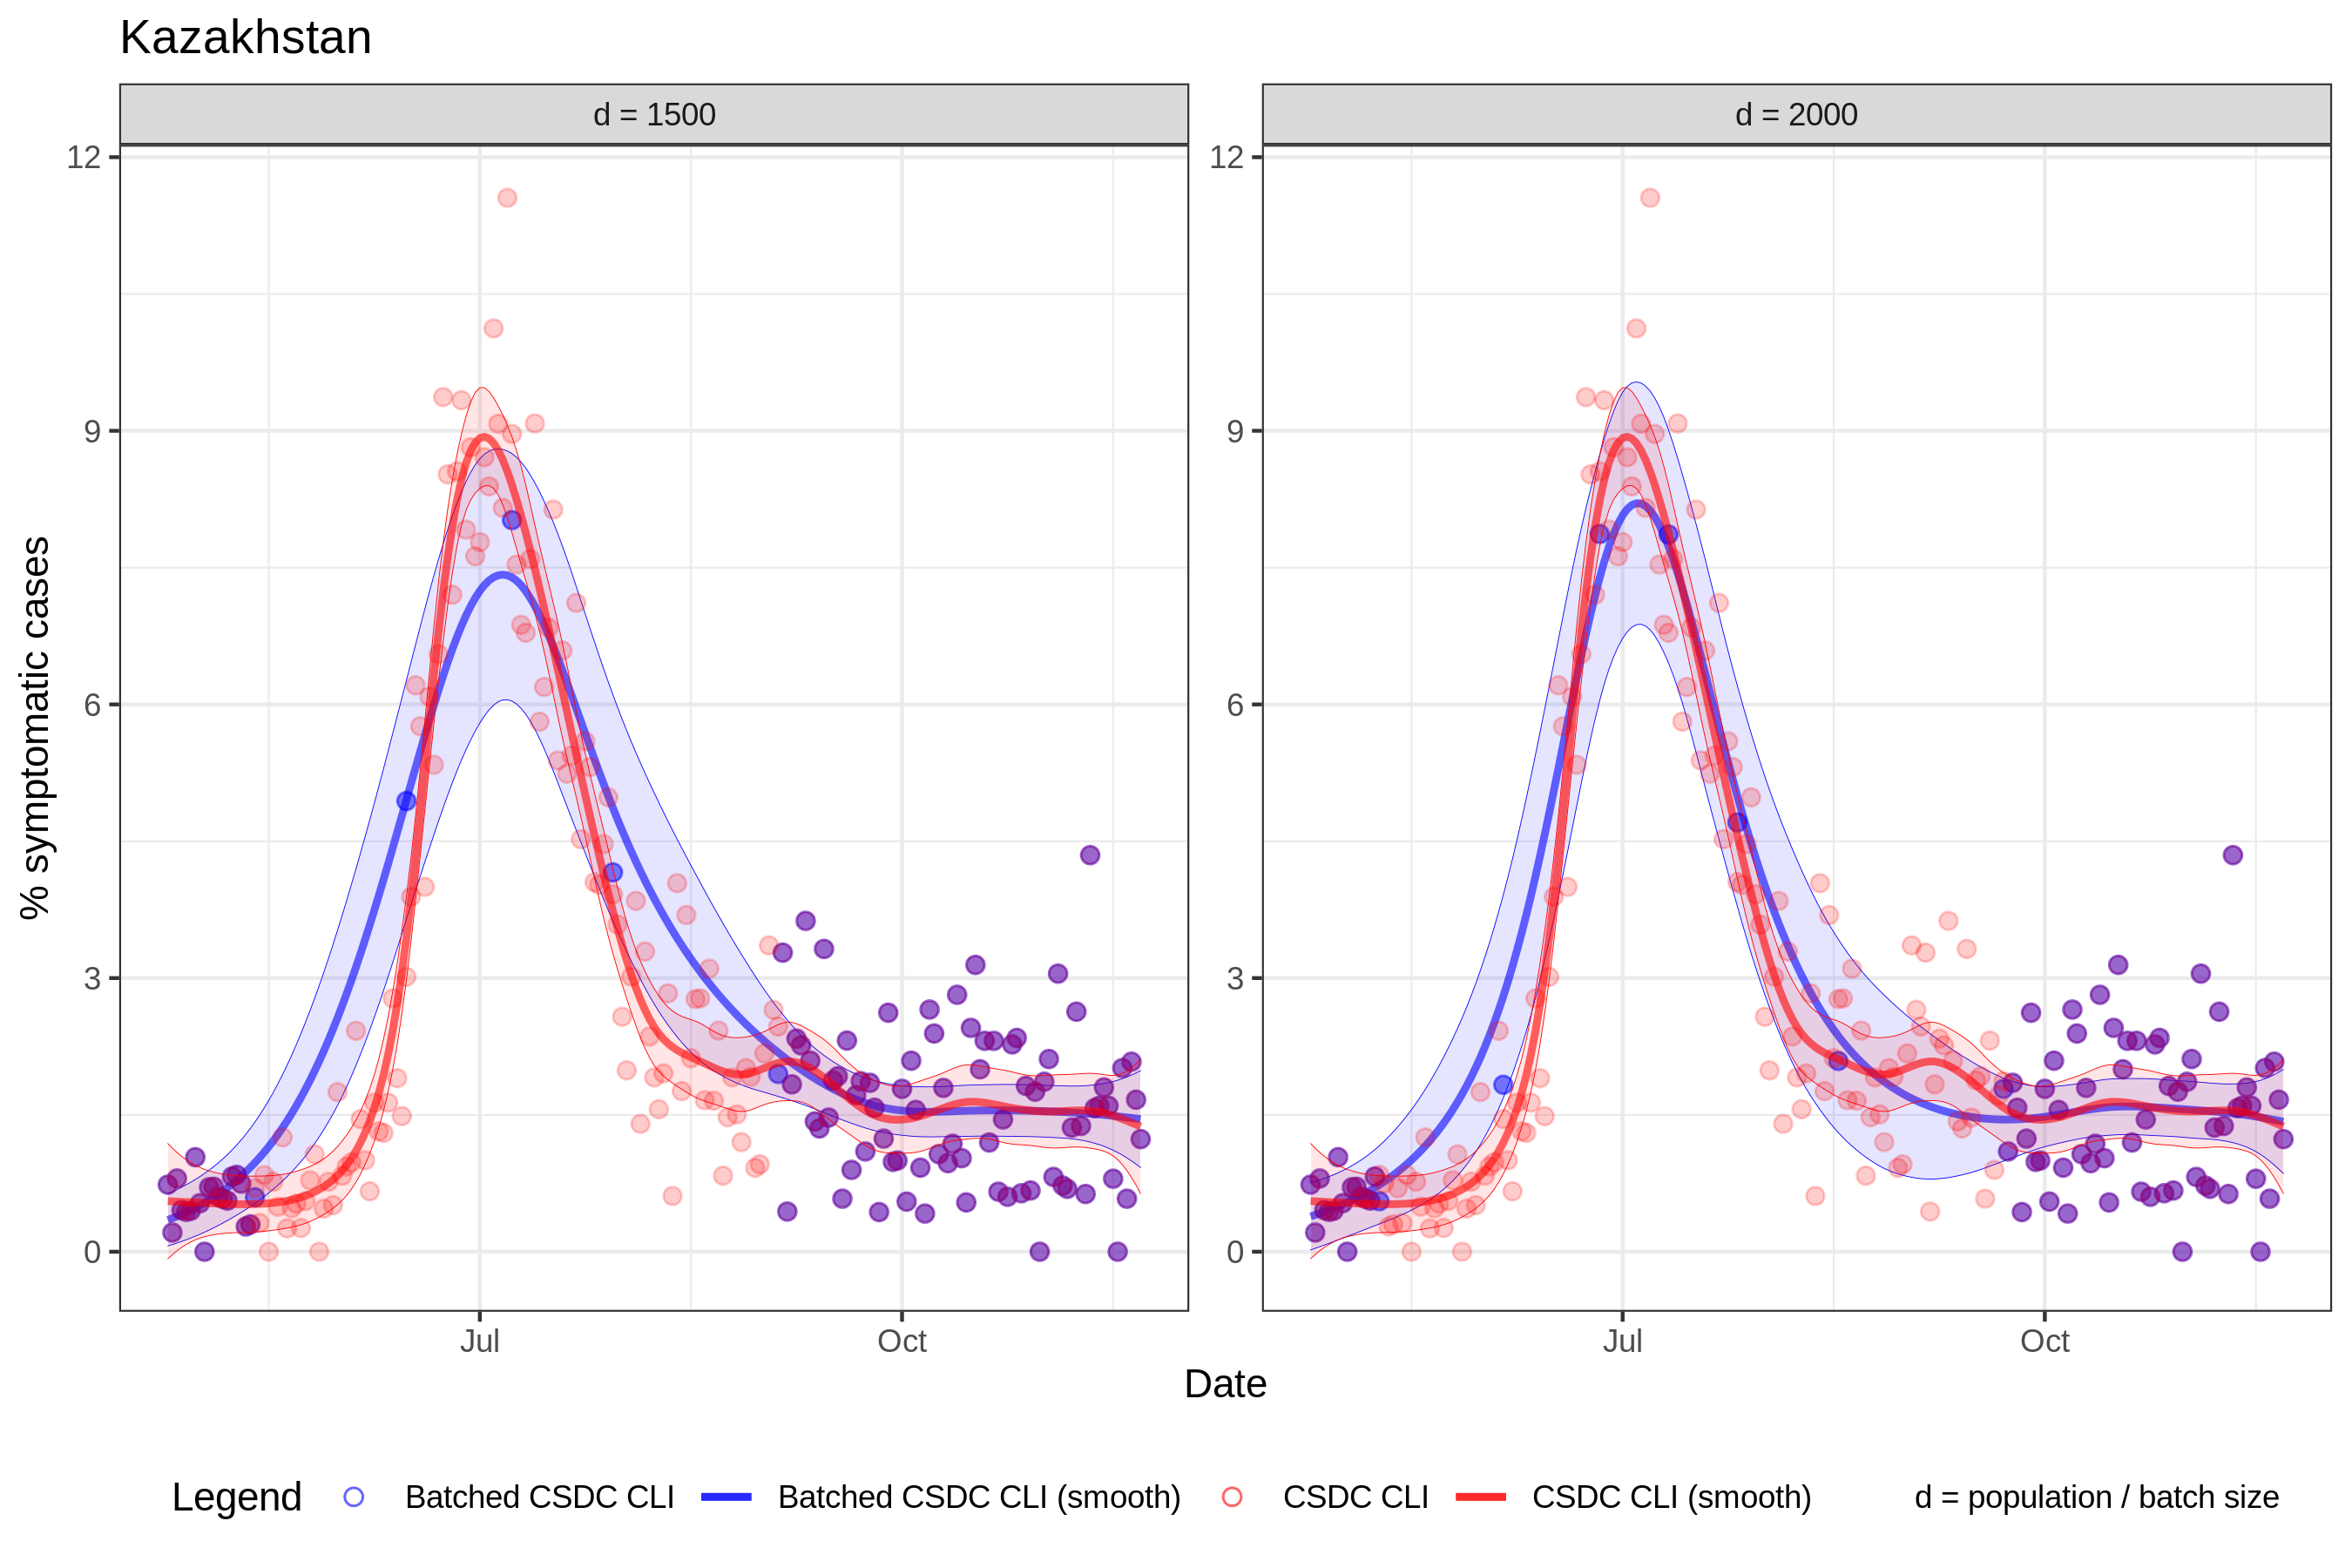 Kazakhstan
d = 1500
d = 2000
12
9
6
3
0
12
9
6
3
0
% symptomatic cases
Jul
Oct
Jul
Oct
Date
Legend Batched CSDC CLI Batched CSDC CLI (smooth) CSDC CLI CSDC CLI (smooth) d = population / batch size